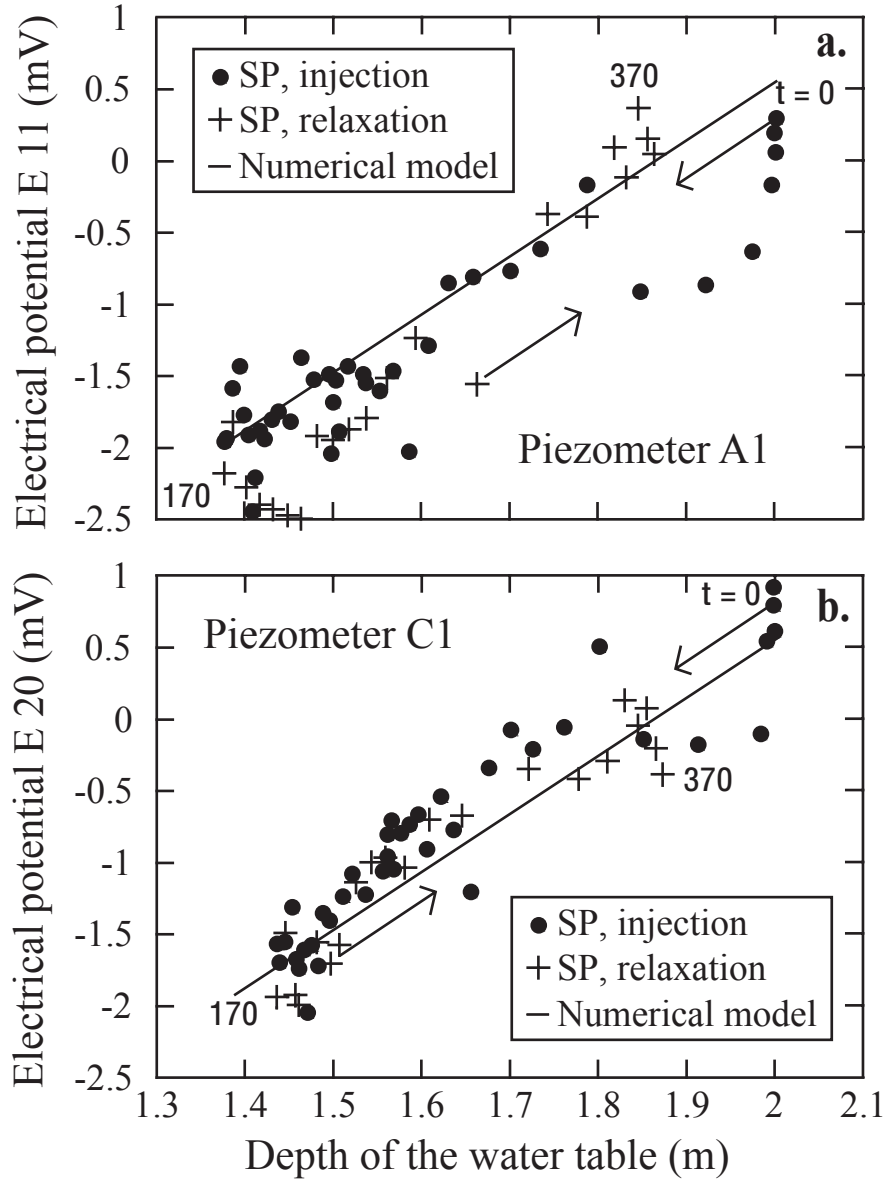 a.
SP, injection
SP, relaxation
Numerical model
370
t = 0
Electrical potential E 11 (mV)
0.5
0
-0.5
-1
-1.5
-2
-2.5
170
Piezometer A1
b.
Piezometer C1
t = 0
Electrical potential E 20 (mV)
1
0.5
0
-0.5
-1
-1.5
-2
-2.5
370
170
SP, injection
SP, relaxation
Numerical model
1.3 1.4 1.5 1.6 1.7 1.8 1.9 2 2.1
Depth of the water table (m)